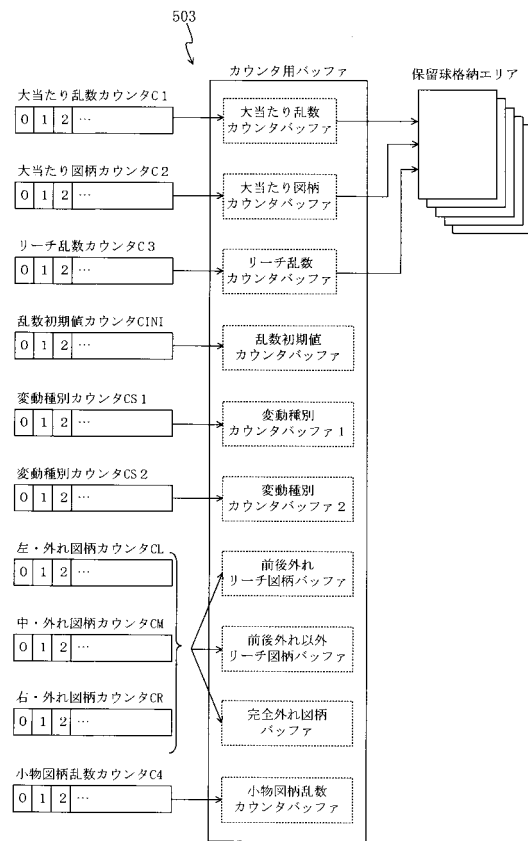 503
カウンタ用バッファ
保留球格納エリア
大当たり乱数カウンタC1
0 1 2 …
大当たり乱数
カウンタバッファ
大当たり図柄カウンタC2
0 1 2 …
大当たり図柄
カウンタバッファ
リーチ乱数カウンタC3
0 1 2 …
リーチ乱数
カウンタバッファ
乱数初期値カウンタCINI
0 1 2 …
乱数初期値
カウンタバッファ
変動種別カウンタCS1
0 1 2 …
変動種別
カウンタバッファ1
変動種別カウンタCS2
0 1 2 …
変動種別
カウンタバッファ2
左・外れ図柄カウンタCL
0 1 2 …
前後外れ
リーチ図柄バッファ
中・外れ図柄カウンタCM
0 1 2 …
前後外れ以外
リーチ図柄バッファ
右・外れ図柄カウンタCR
0 1 2 …
完全外れ図柄
バッファ
小物図柄乱数カウンタC4
0 1 2 …
小物図柄乱数
カウンタバッファ